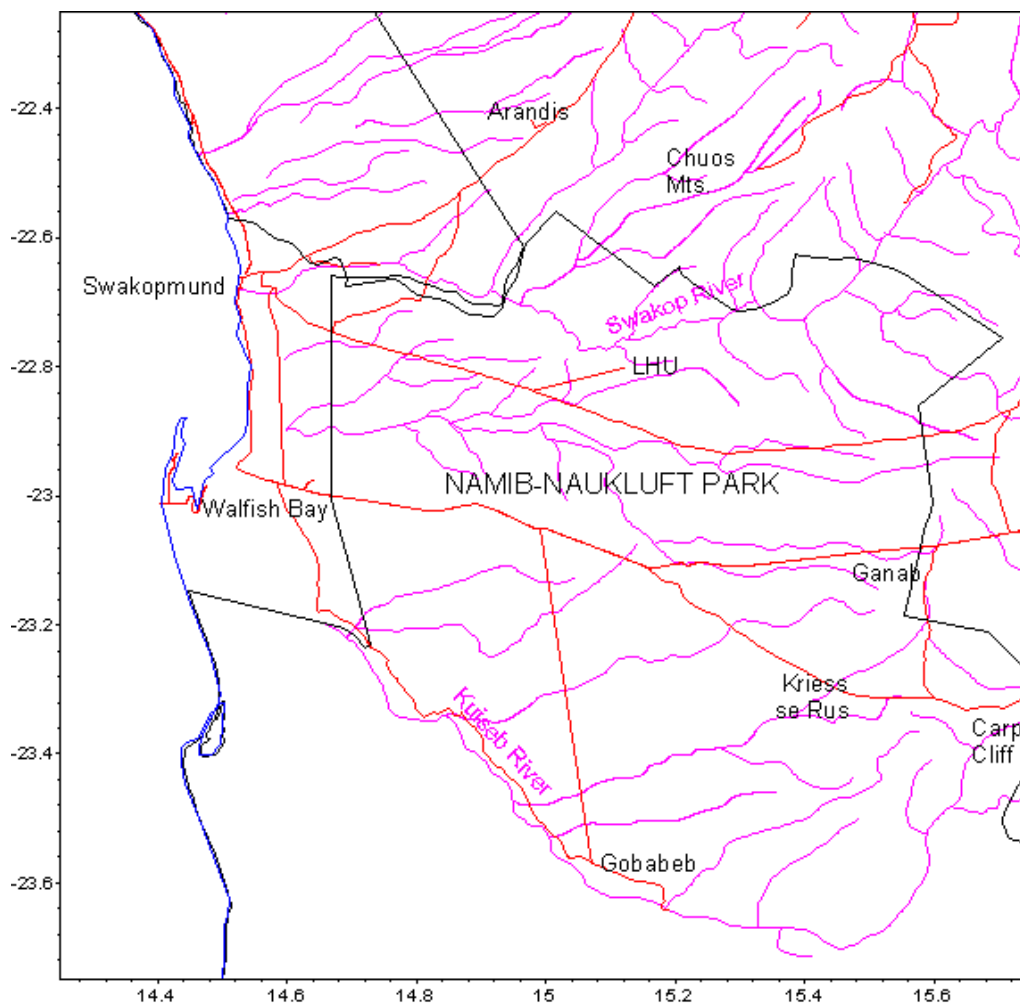 -22.4
Arandis
Chuos
Mts.
-22.6
Swakopmund
Swakop River
-22.8
LHU
NAMIB-NAUKLUFT PARK
-23
Walfish Bay
Ganab
-23.2
Kriess
se Rus
Kuiseb River
Carp
Cliff
-23.4
Gobabeb
-23.6
14.4
14.6
14.8
15
15.2
15.4
15.6